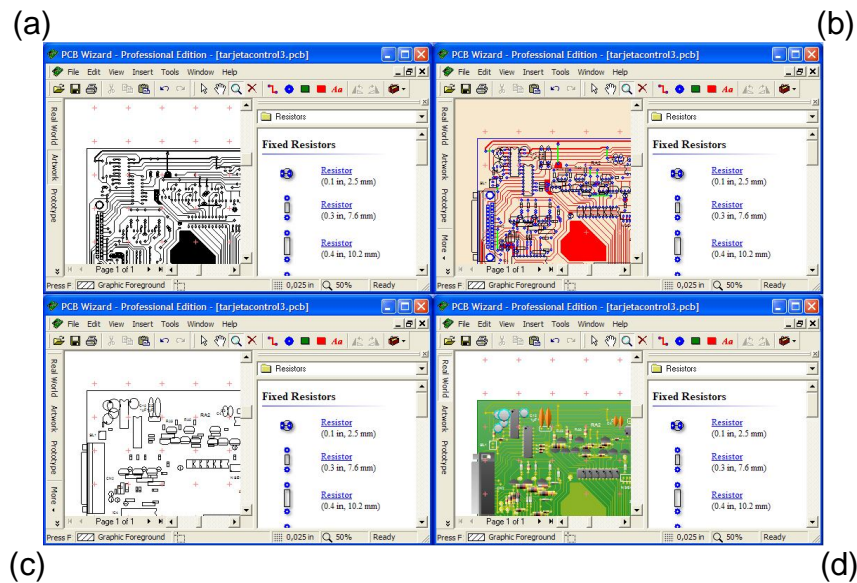 (a)
(b)
PCB Wizard - Professional Edition - [tarjetacontrol3.pcb]
File Edit View Insert Tools Window Help
Aa
Real World
Artwork
Prototype
Resistors
Fixed Resistors
Resistor
(0.1 in, 2.5 mm)
Resistor
(0.3 in, 7.6 mm)
Resistor
(0.4 in, 10.2 mm)
Page 1 of 1
Press F Graphic Foreground 0,025 in 50% Ready
PCB Wizard - Professional Edition - [tarjetacontrol3.pcb]
File Edit View Insert Tools Window Help
Aa
Real World
Artwork
Prototype
More
RA2
Resistors
Fixed Resistors
Resistor
(0.1 in, 2.5 mm)
Resistor
(0.3 in, 7.6 mm)
Resistor
(0.4 in, 10.2 mm)
Page 1 of 1
Press F Graphic Foreground 0,025 in 50% Ready
PCB Wizard - Professional Edition - [tarjetacontrol3.pcb]
File Edit View Insert Tools Window Help
Aa
Real World
Artwork
Prototype
More
RA2
Resistors
Fixed Resistors
Resistor
(0.1 in, 2.5 mm)
Resistor
(0.3 in, 7.6 mm)
Resistor
(0.4 in, 10.2 mm)
Page 1 of 1
Press F Graphic Foreground 0,025 in 50% Ready
PCB Wizard - Professional Edition - [tarjetacontrol3.pcb]
File Edit View Insert Tools Window Help
Aa
Real World
Artwork
Prototype
RA2
Resistors
Fixed Resistors
Resistor
(0.1 in, 2.5 mm)
Resistor
(0.3 in, 7.6 mm)
Resistor
(0.4 in, 10.2 mm)
Page 1 of 1
Press F Graphic Foreground 0,025 in 50% Ready
(c)
(d)